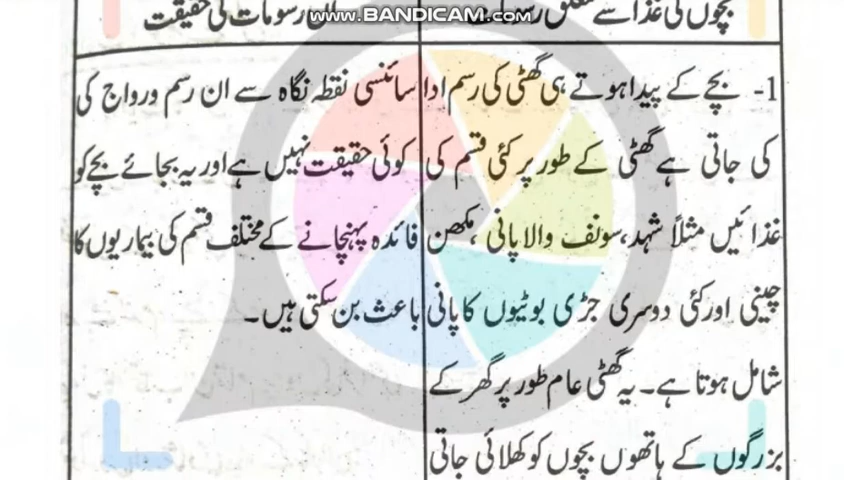 www.BANDICAM.com
بچوں کی غذا سے متعلق
ان رسومات کی حقیقت
1- بچے کے پیدا ہوتے ہی گھٹی کی رسم ادا
کی جاتی ہے گھٹی کے طور پر کئی قسم کی
غذائیں مثلاً شہد، سونف والا پانی، مکھن
چینی اور کئی دوسری جڑی بوٹیوں کا پانی
شامل ہوتا ہے۔ یہ گھٹی عام طور پر گھر کے
بزرگوں کے ہاتھوں بچوں کو کھلائی جاتی
سائنسی نقطہ نگاہ سے ان رسم و رواج کی
کوئی حقیقت نہیں ہے اور یہ بجائے بچے کو
فائدہ پہنچانے کے مختلف قسم کی بیماریوں کا
باعث بن سکتی ہیں۔